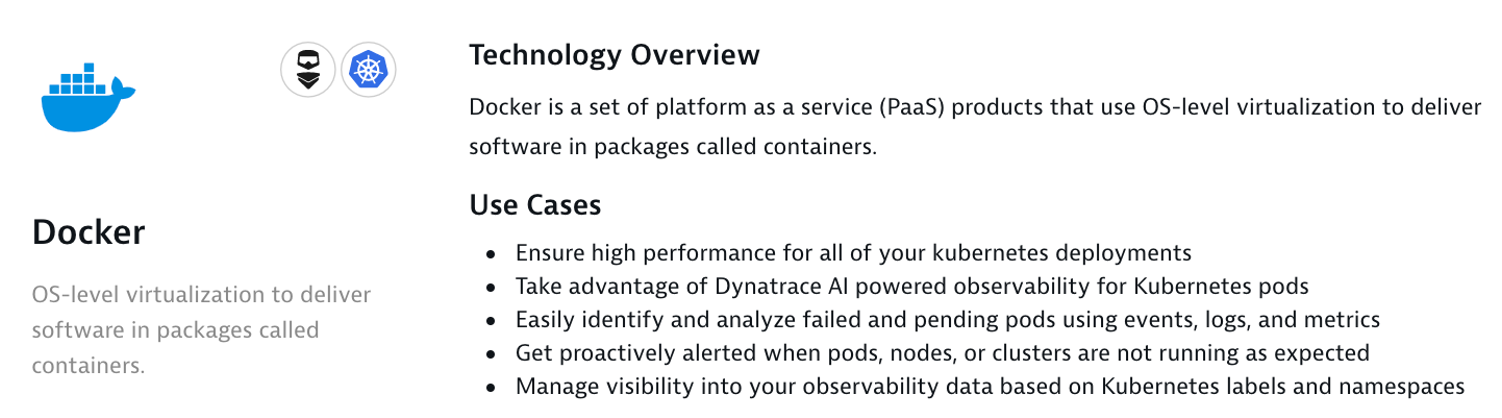 Docker
OS-level virtualization to deliver
software in packages called
containers.
Technology Overview
Docker is a set of platform as a service (PaaS) products that use OS-level virtualization to deliver
software in packages called containers.
Use Cases
• Ensure high performance for all of your kubernetes deployments
• Take advantage of Dynatrace AI powered observability for Kubernetes pods
• Easily identify and analyze failed and pending pods using events, logs, and metrics
• Get proactively alerted when pods, nodes, or clusters are not running as expected
• Manage visibility into your observability data based on Kubernetes labels and namespaces